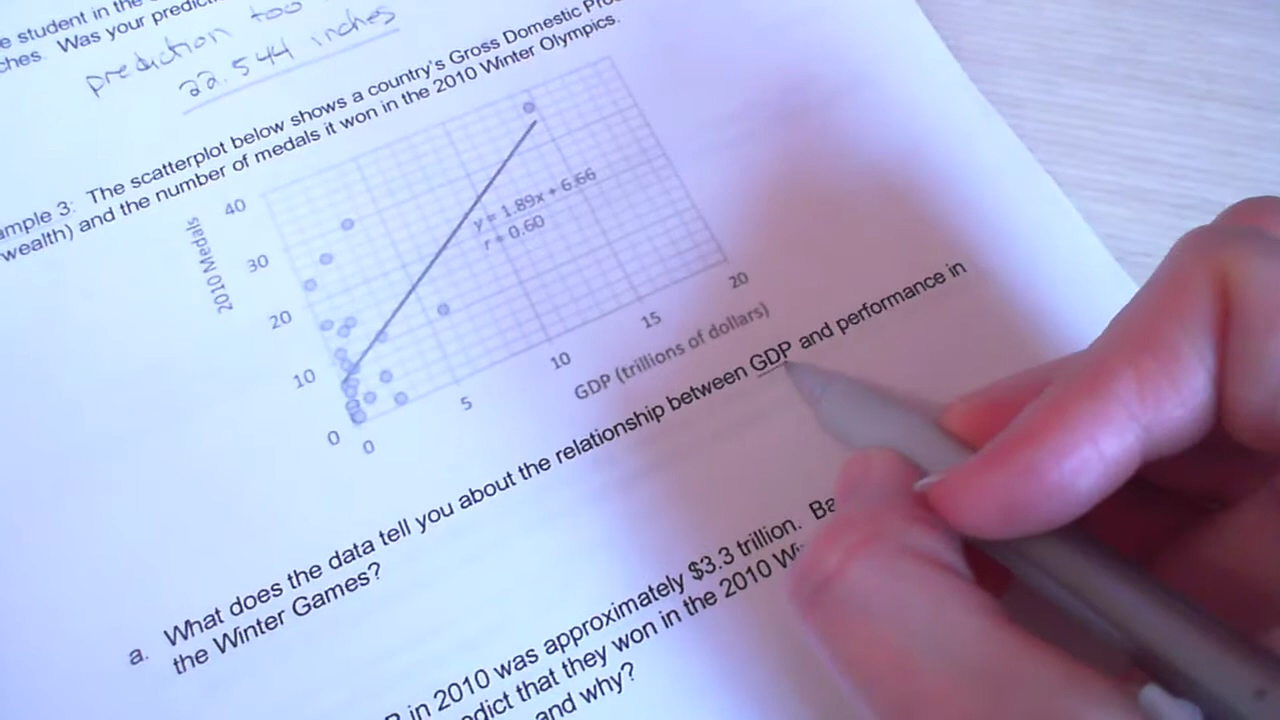 e student in the
ches. Was your predict
prediction too
22.544 inches
ample 3: The scatterplot below shows a country's Gross Domestic Pro
wealth) and the number of medals it won in the 2010 Winter Olympics.
2010 Medals
40
30
20
10
0
y = 1.89x + 6.66
r = 0.60
0
5
10
15
20
GDP (trillions of dollars)
a. What does the data tell you about the relationship between GDP and performance in
the Winter Games?
in 2010 was approximately $3.3 trillion. Ba
edict that they won in the 2010 Wi
and why?